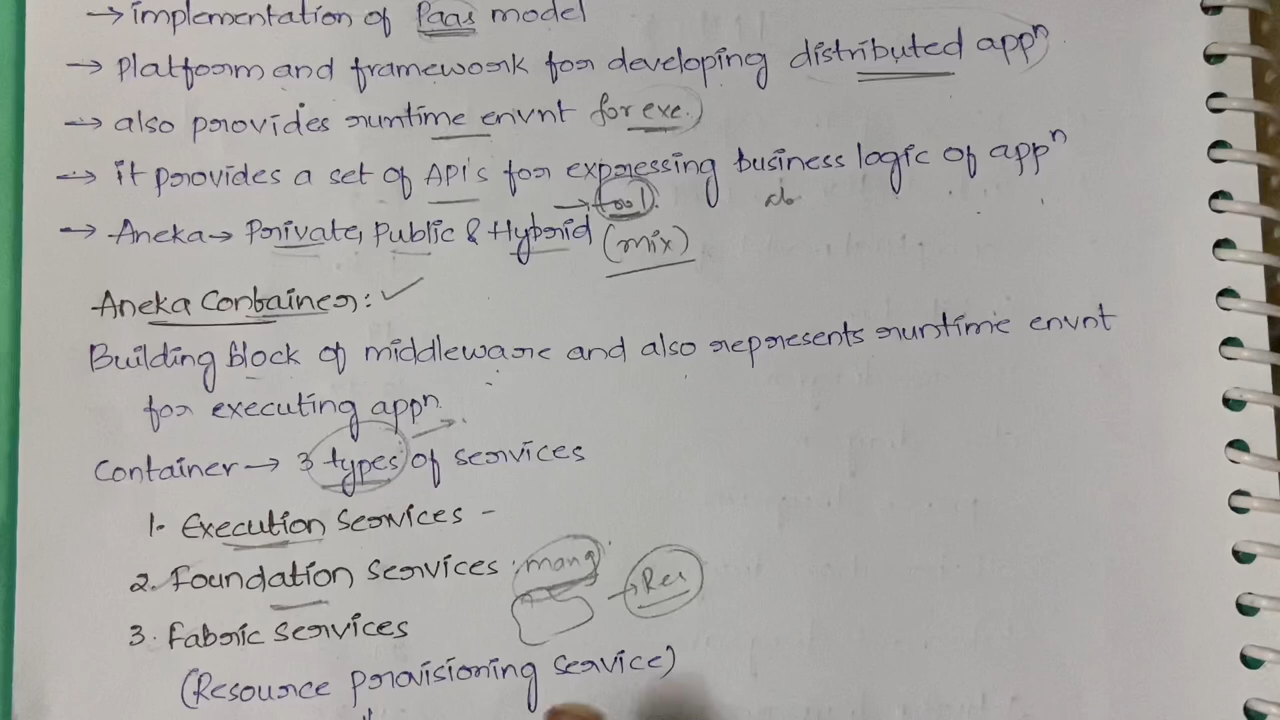 → implementation of Paas model
→ Platform and framework for developing distributed appⁿ
→ also provides runtime envnt for exe.)
→ it provides a set of API's for expressing business logic of appⁿ
→ tool.
→ Aneka → Private, Public & Hybrid (mix)
Aneka Container: ✓
Building block of middleware and also represents runtime envnt
for executing appⁿ.
Container → 3 types of services
1. Execution Services -
2. Foundation Services : mang
→ Res
3. Fabric Services
(Resource provisioning service)